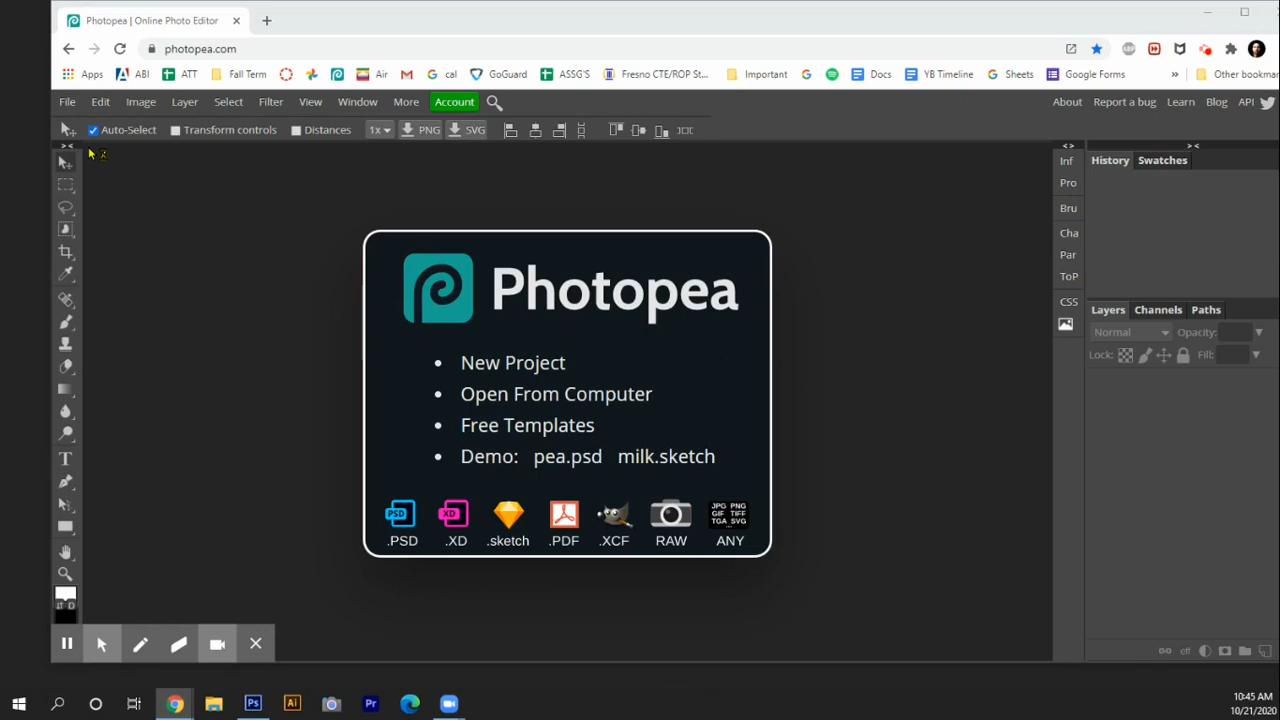 Photopea | Online Photo Editor
photopea.com
Apps ABI ATT Fall Term Air cal GoGuard ASSG'S Fresno CTE/ROP St... Important Docs YB Timeline Sheets Google Forms » Other bookmar
File Edit Image Layer Select Filter View Window More Account About Report a bug Learn Blog API
Auto-Select Transform controls Distances 1x PNG SVG
> < < > > <
Inf History Swatches
Pro
Bru
Cha
Par
ToP
CSS
Layers Channels Paths
Normal Opacity:
Lock: Fill:
Photopea
• New Project
• Open From Computer
• Free Templates
• Demo: pea.psd milk.sketch
PSD XD JPG PNG GIF TIFF TGA SVG
.PSD .XD .sketch .PDF .XCF RAW ANY
T
D
eff
Ps Ai Pr
10:45 AM
10/21/2020